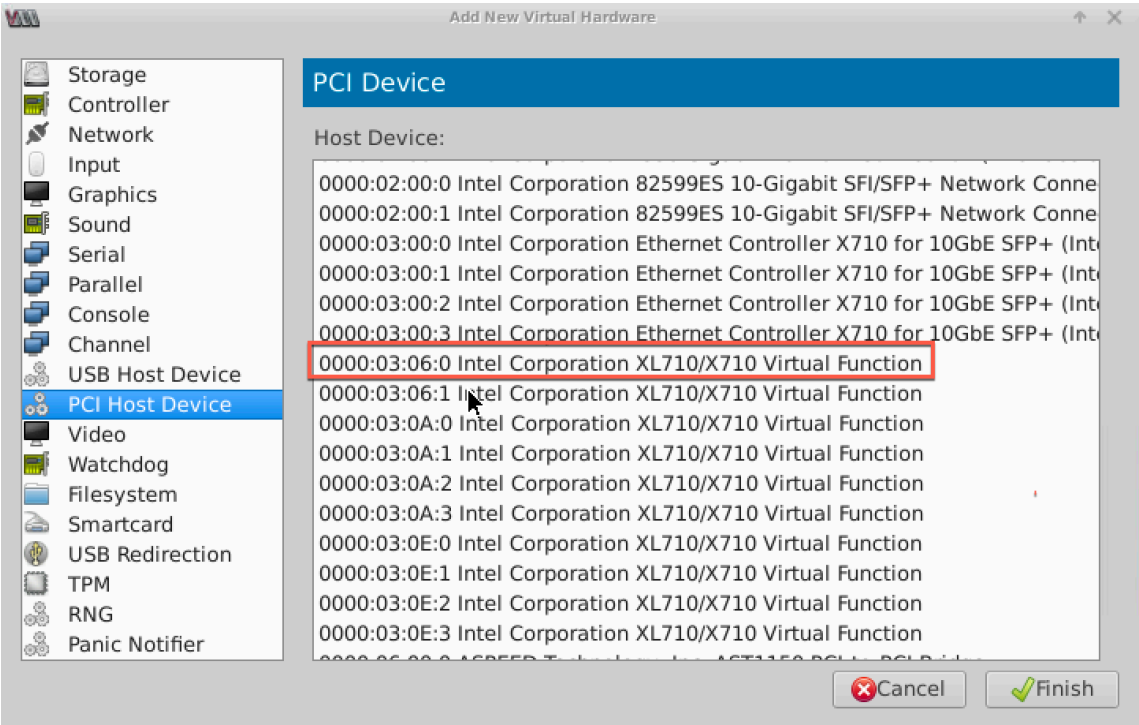 Add New Virtual Hardware
Storage
Controller
Network
Input
Graphics
Sound
Serial
Parallel
Console
Channel
USB Host Device
PCI Host Device
Video
Watchdog
Filesystem
Smartcard
USB Redirection
TPM
RNG
Panic Notifier
PCI Device
Host Device:
0000:02:00:0 Intel Corporation 82599ES 10-Gigabit SFI/SFP+ Network Conne
0000:02:00:1 Intel Corporation 82599ES 10-Gigabit SFI/SFP+ Network Conne
0000:03:00:0 Intel Corporation Ethernet Controller X710 for 10GbE SFP+ (Inte
0000:03:00:1 Intel Corporation Ethernet Controller X710 for 10GbE SFP+ (Inte
0000:03:00:2 Intel Corporation Ethernet Controller X710 for 10GbE SFP+ (Inte
0000:03:00:3 Intel Corporation Ethernet Controller X710 for 10GbE SFP+ (Inte
0000:03:06:0 Intel Corporation XL710/X710 Virtual Function
0000:03:06:1 Intel Corporation XL710/X710 Virtual Function
0000:03:0A:0 Intel Corporation XL710/X710 Virtual Function
0000:03:0A:1 Intel Corporation XL710/X710 Virtual Function
0000:03:0A:2 Intel Corporation XL710/X710 Virtual Function
0000:03:0A:3 Intel Corporation XL710/X710 Virtual Function
0000:03:0E:0 Intel Corporation XL710/X710 Virtual Function
0000:03:0E:1 Intel Corporation XL710/X710 Virtual Function
0000:03:0E:2 Intel Corporation XL710/X710 Virtual Function
0000:03:0E:3 Intel Corporation XL710/X710 Virtual Function
Cancel
Finish